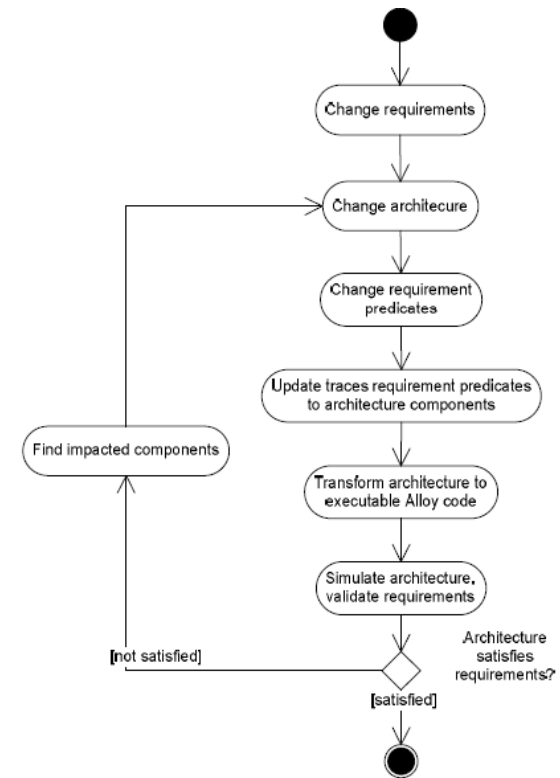 Change requirements
Change architecure
Change requirement
predicates
Update traces requirement predicates
to architecture components
Find impacted components
Transform architecture to
executable Alloy code
Simulate architecture,
validate requirements
Architecture
satisfies
requirements?
[not satisfied]
[satisfied]